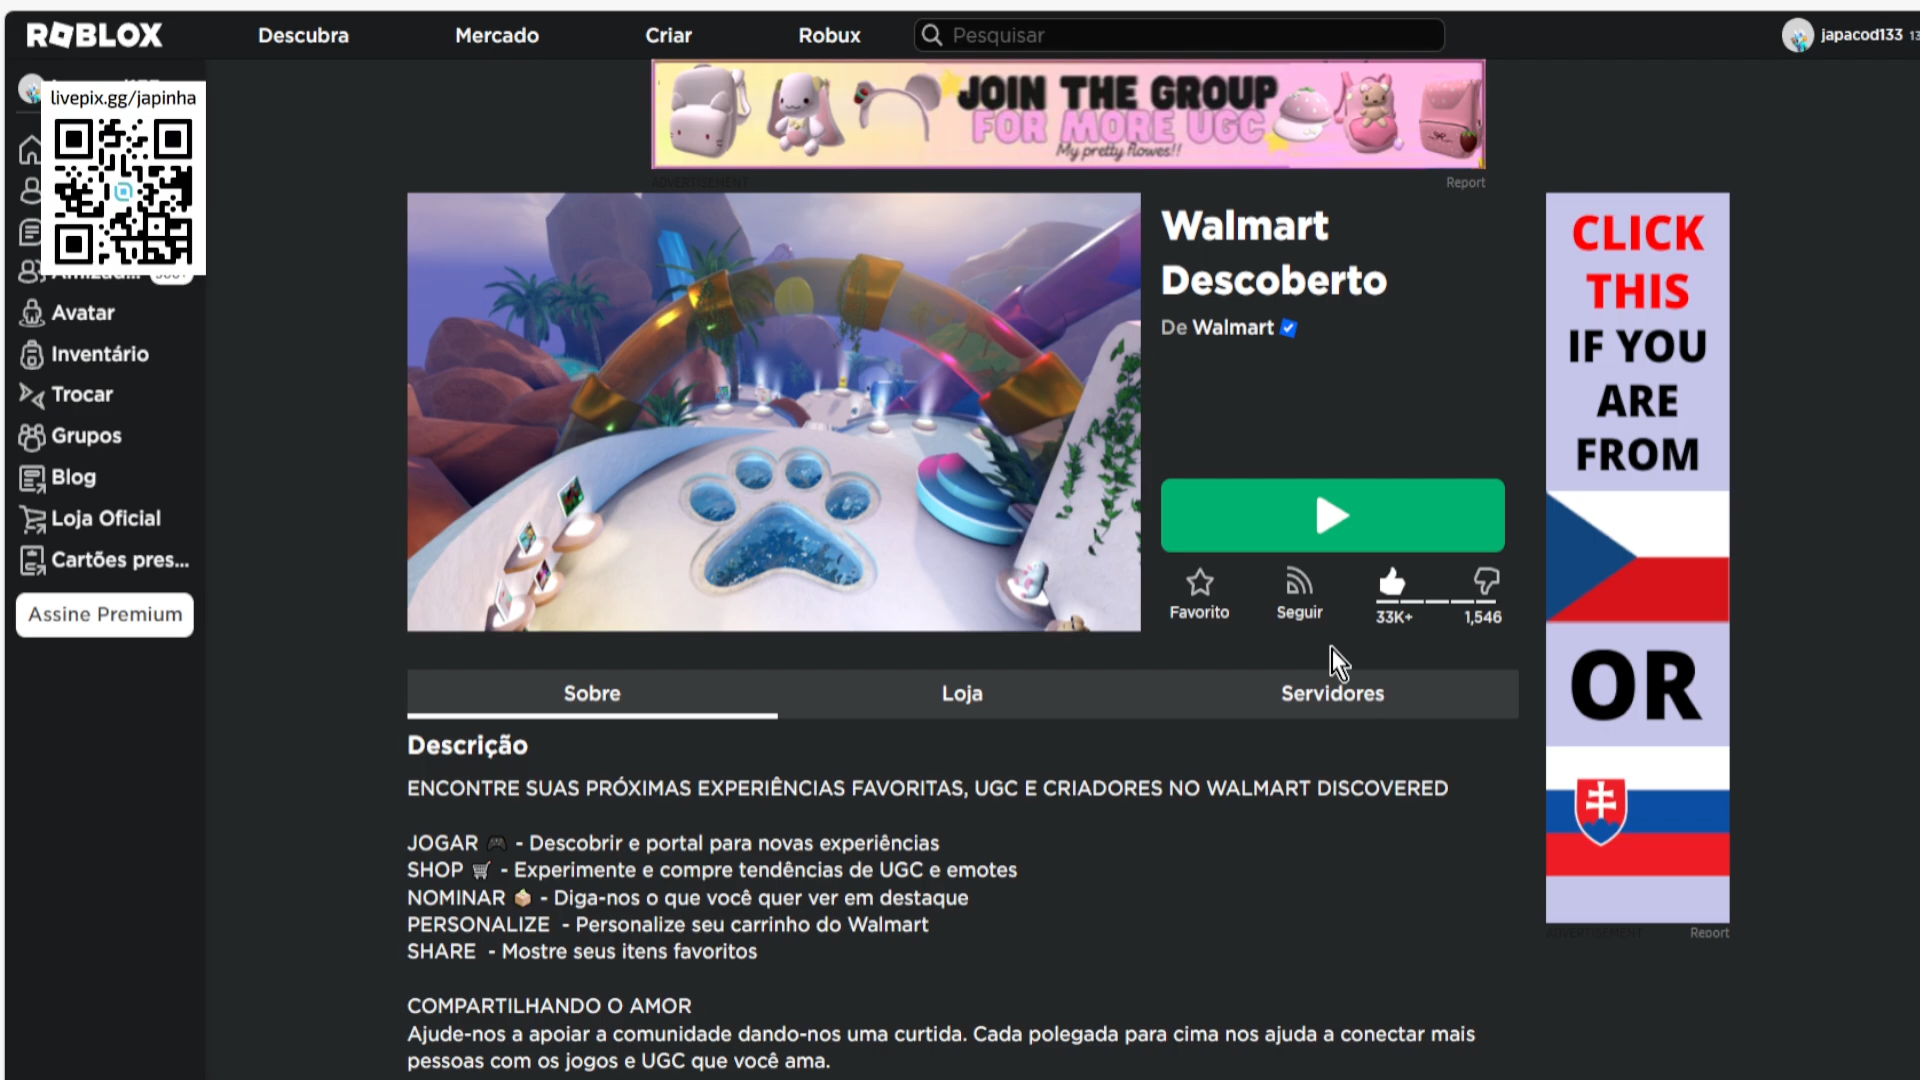 ROBLOX
Descubra
Mercado
Criar
Robux
Pesquisar
japacod133
livepix.gg/japinha
JOIN THE GROUP
FOR MORE UGC
My pretty flowes!!
ADVERTISEMENT
Report
Avatar
Inventário
Trocar
Grupos
Blog
Loja Oficial
Cartões pres...
Assine Premium
Walmart
Descoberto
De Walmart
Favorito
Seguir
33K+
1,546
CLICK
THIS
IF YOU
ARE
FROM
OR
ADVERTISEMENT
Report
Sobre
Loja
Servidores
Descrição
ENCONTRE SUAS PRÓXIMAS EXPERIÊNCIAS FAVORITAS, UGC E CRIADORES NO WALMART DISCOVERED
JOGAR 🎮 - Descobrir e portal para novas experiências
SHOP 🛒 - Experimente e compre tendências de UGC e emotes
NOMINAR 🗳 - Diga-nos o que você quer ver em destaque
PERSONALIZE - Personalize seu carrinho do Walmart
SHARE - Mostre seus itens favoritos
COMPARTILHANDO O AMOR
Ajude-nos a apoiar a comunidade dando-nos uma curtida. Cada polegada para cima nos ajuda a conectar mais
pessoas com os jogos e UGC que você ama.